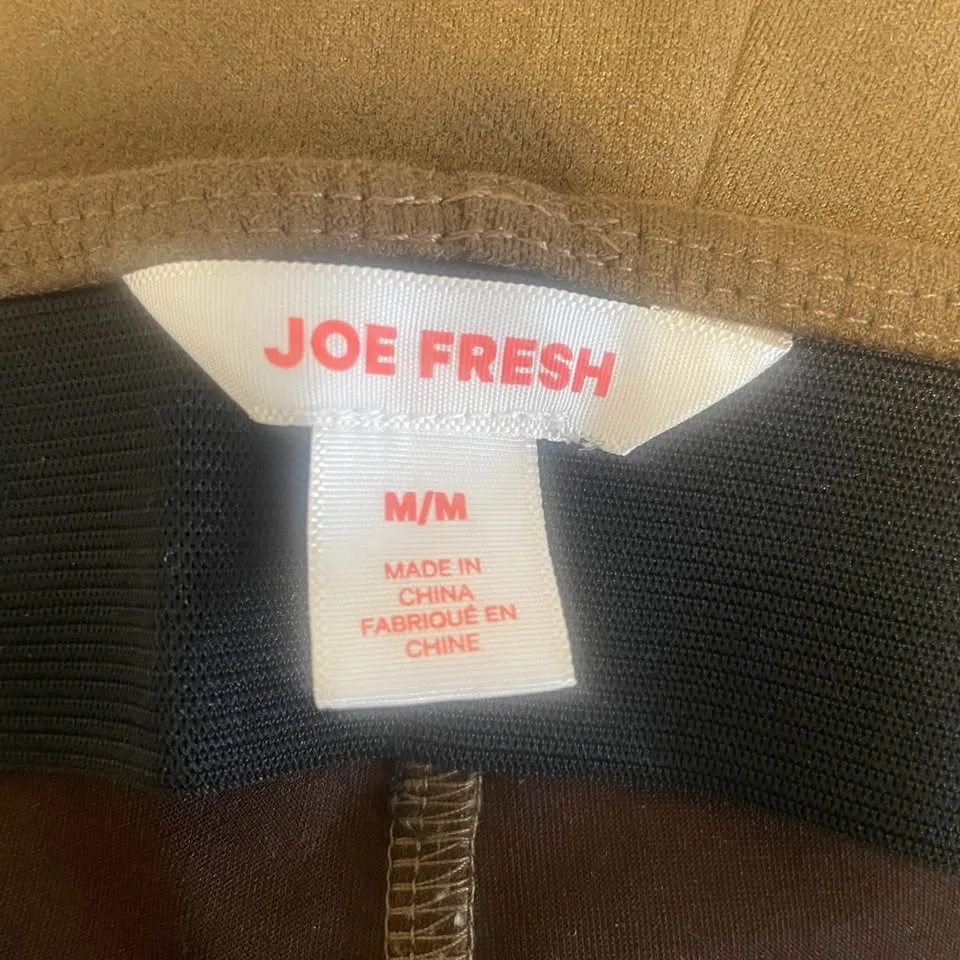 JOE FRESH
M/M
MADE IN
CHINA
FABRIQUÉ EN
CHINE